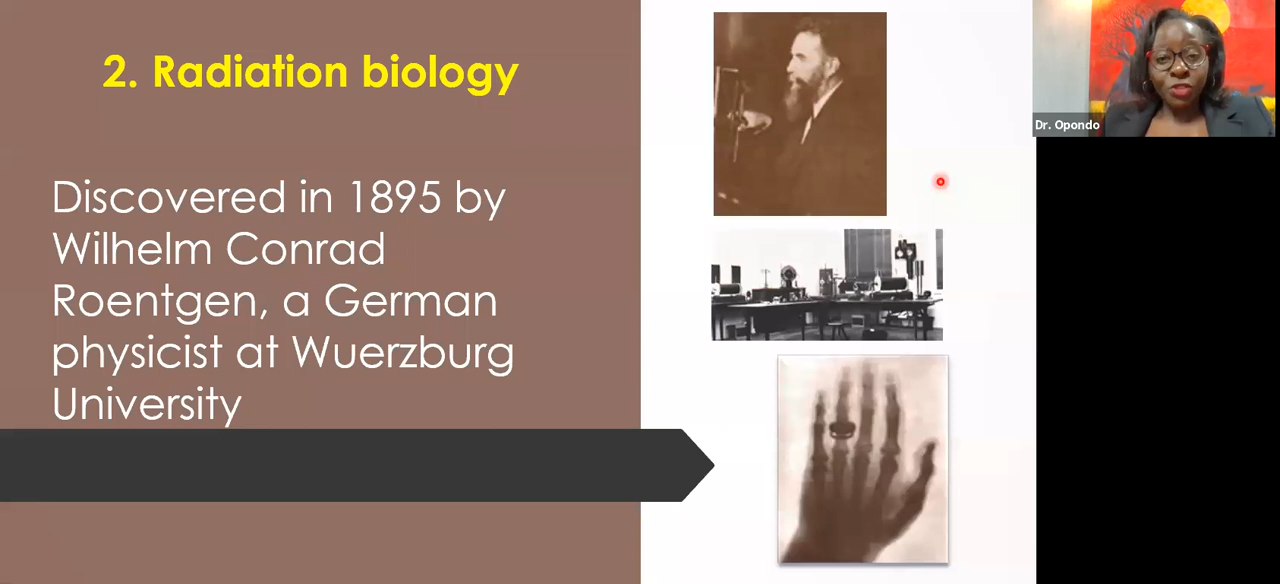 2. Radiation biology
Discovered in 1895 by
Wilhelm Conrad
Roentgen, a German
physicist at Wuerzburg
University
Dr. Opondo